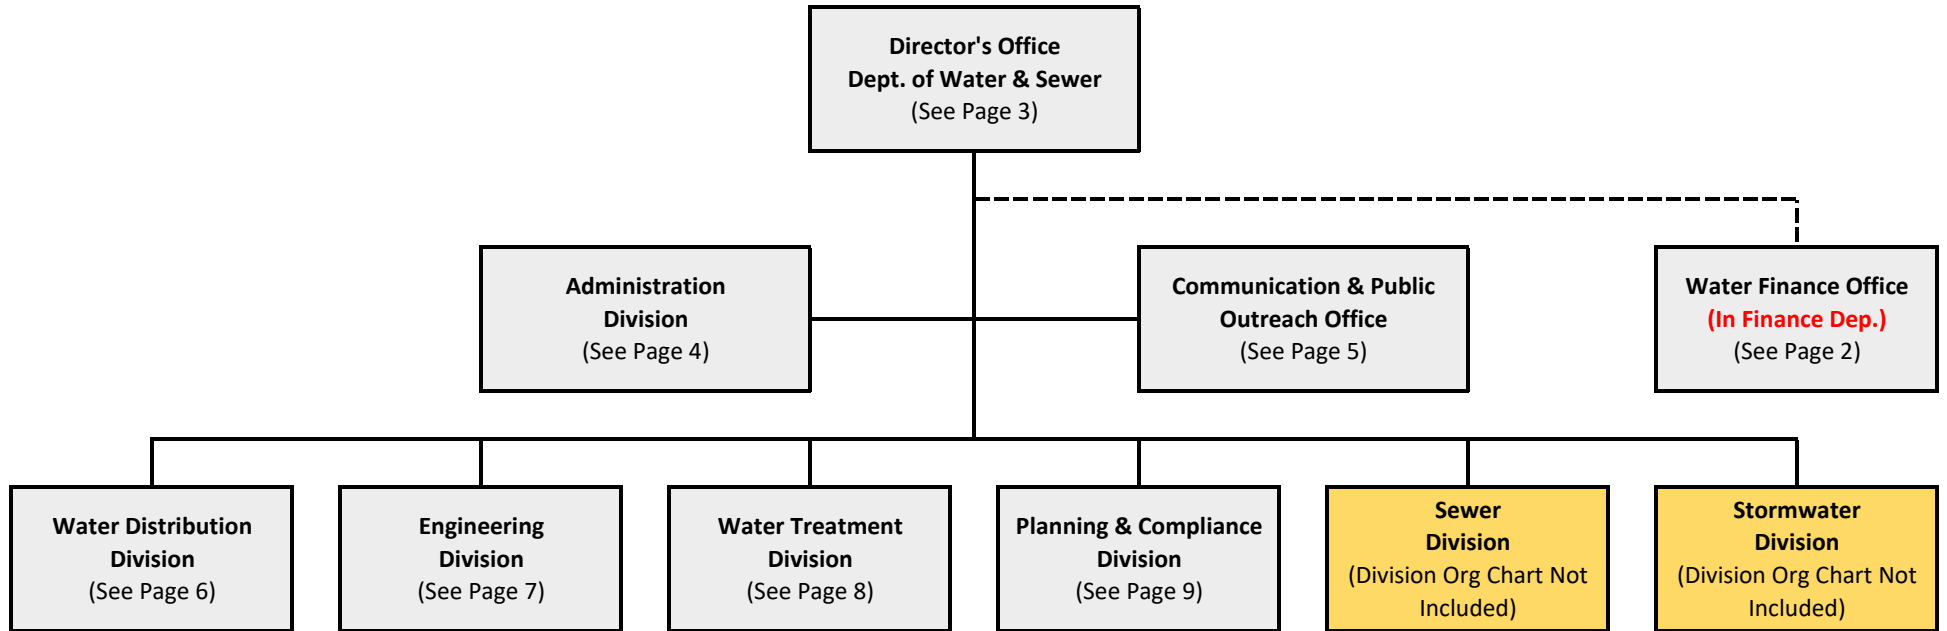 Director's Office
Dept. of Water & Sewer
(See Page 3)
Administration
Division
(See Page 4)
Communication & Public
Outreach Office
(See Page 5)
Water Finance Office
(In Finance Dep.)
(See Page 2)
Water Distribution
Division
(See Page 6)
Engineering
Division
(See Page 7)
Water Treatment
Division
(See Page 8)
Planning & Compliance
Division
(See Page 9)
Sewer
Division
(Division Org Chart Not
Included)
Stormwater
Division
(Division Org Chart Not
Included)